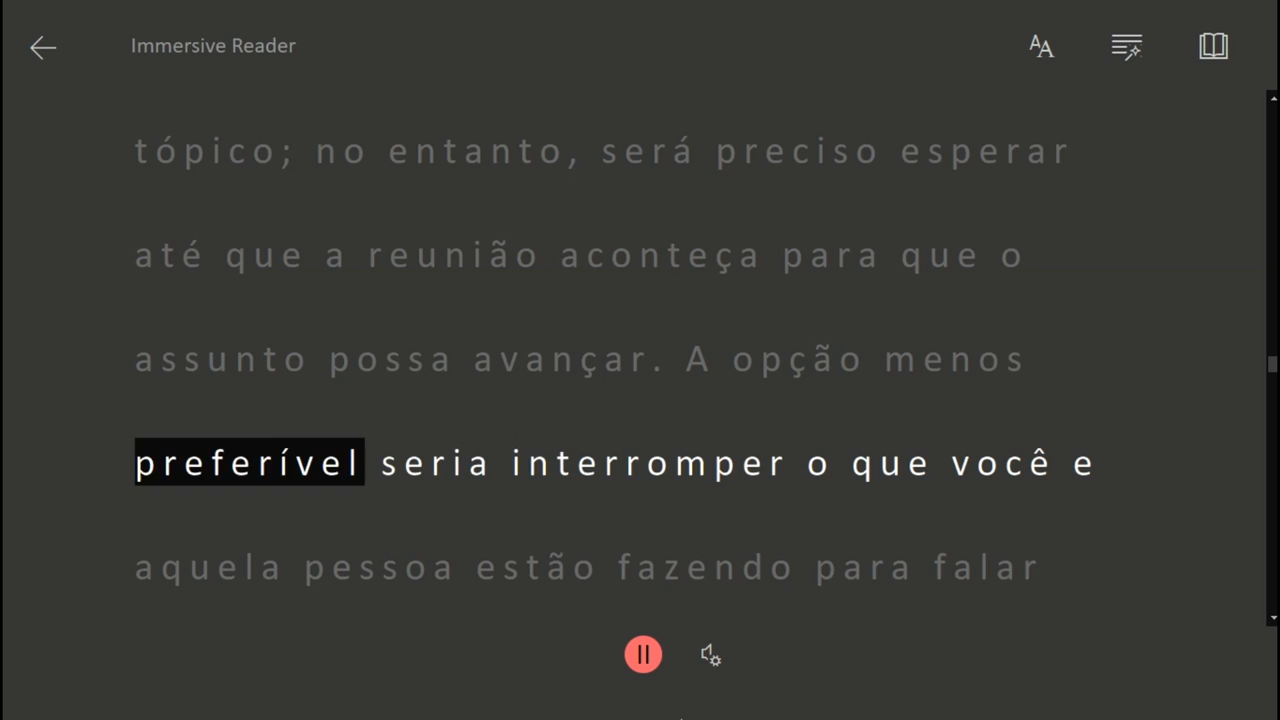 Immersive Reader
tópico; no entanto, será preciso esperar
até que a reunião aconteça para que o
assunto possa avançar. A opção menos
preferível seria interromper o que você e
aquela pessoa estão fazendo para falar